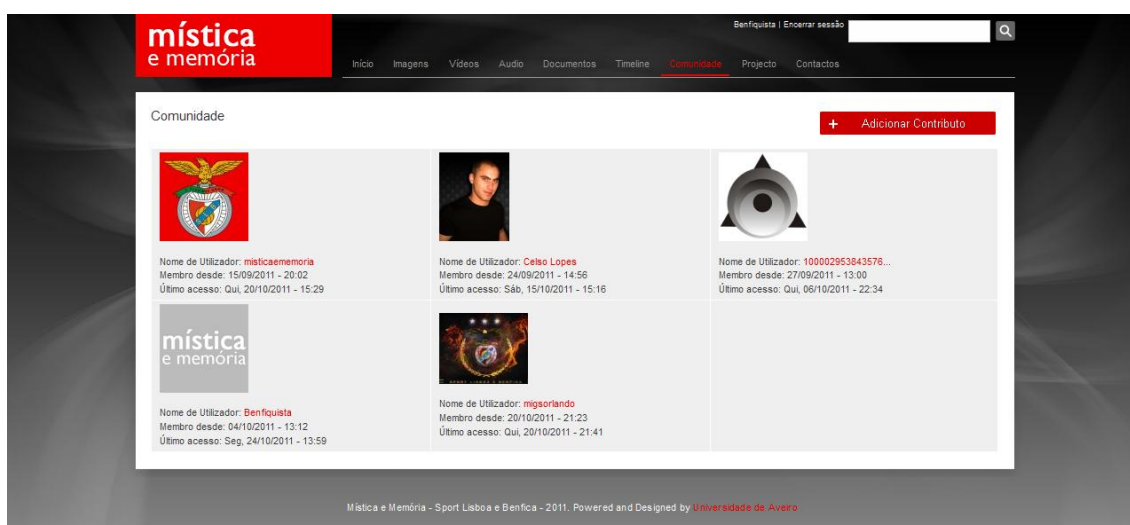 mística
e memória
Benfiquista | Encerrar sessão
Início Imagens Vídeos Audio Documentos Timeline Comunidade Projecto Contactos
Comunidade
+ Adicionar Contributo
Nome de Utilizador: misticaememoria
Membro desde: 15/09/2011 - 20:02
Último acesso: Qui, 20/10/2011 - 15:29
Nome de Utilizador: Celso Lopes
Membro desde: 24/09/2011 - 14:56
Último acesso: Sáb, 15/10/2011 - 15:16
Nome de Utilizador: 100002953843576...
Membro desde: 27/09/2011 - 13:00
Último acesso: Qui, 06/10/2011 - 22:34
mística
e memória
Nome de Utilizador: Benfiquista
Membro desde: 04/10/2011 - 13:12
Último acesso: Seg, 24/10/2011 - 13:59
SPORT LISBOA E BENFICA
Nome de Utilizador: migsorlando
Membro desde: 20/10/2011 - 21:23
Último acesso: Qui, 20/10/2011 - 21:41
Mística e Memória - Sport Lisboa e Benfica - 2011. Powered and Designed by Universidade de Aveiro